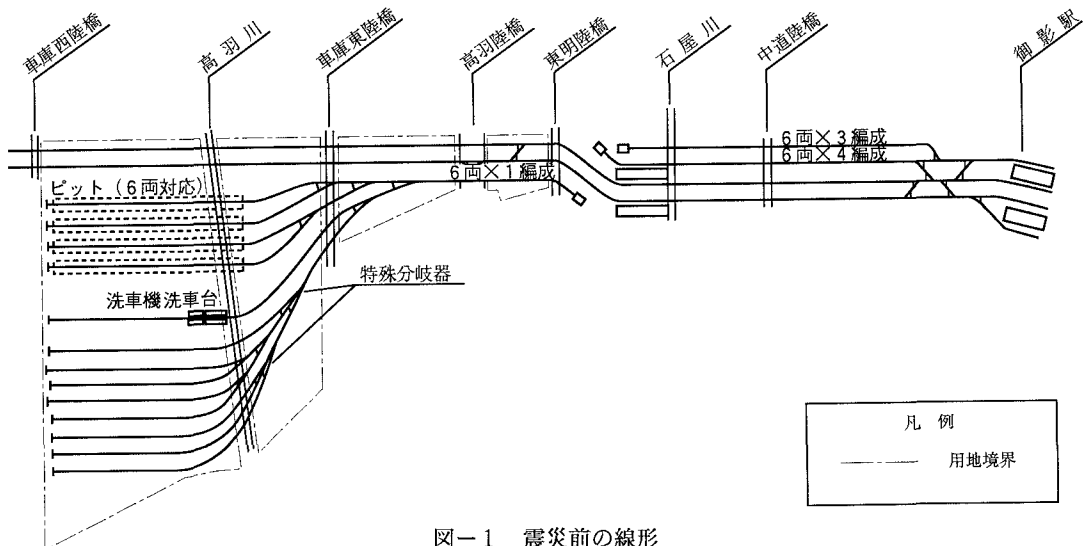 車庫西陸橋
高羽川
車庫東陸橋
高羽陸橋
東明陸橋
石屋川
中道陸橋
御影駅
6両×3編成
6両×4編成
6両×1編成
ピット（6両対応）
特殊分岐器
洗車機洗車台
凡例
用地境界
図－1 震災前の線形